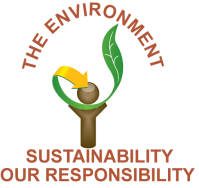 THE ENVIRONMENT
SUSTAINABILITY
OUR RESPONSIBILITY